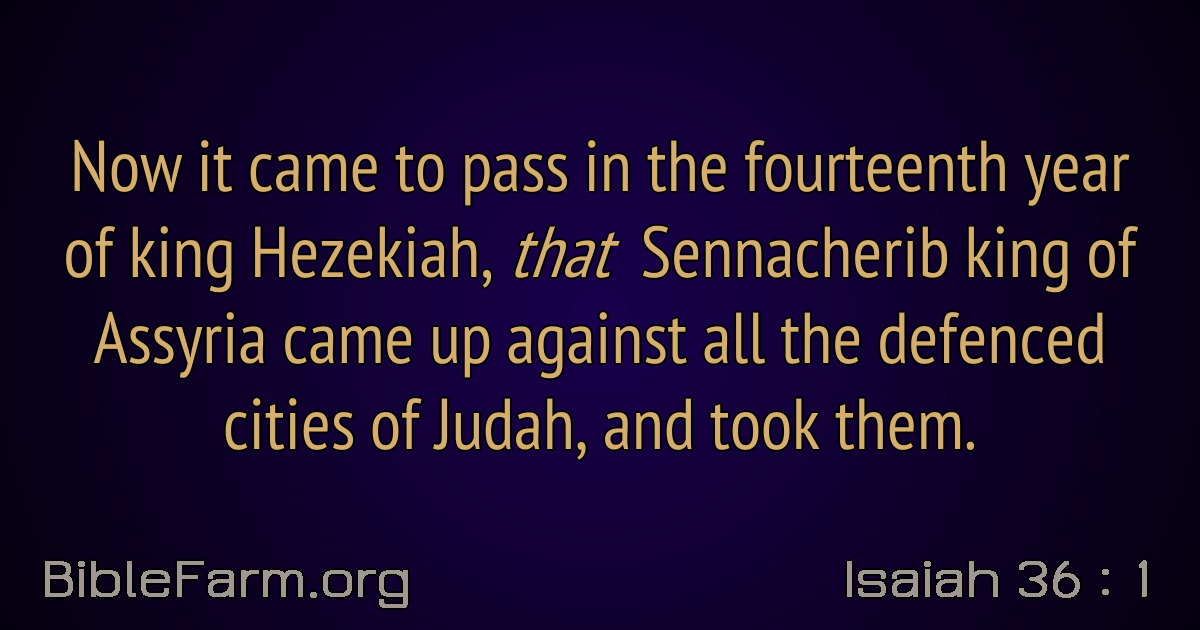 Now it came to pass in the fourteenth year
of king Hezekiah, that Sennacherib king of
Assyria came up against all the defenced
cities of Judah, and took them.
BibleFarm.org
Isaiah 36 : 1